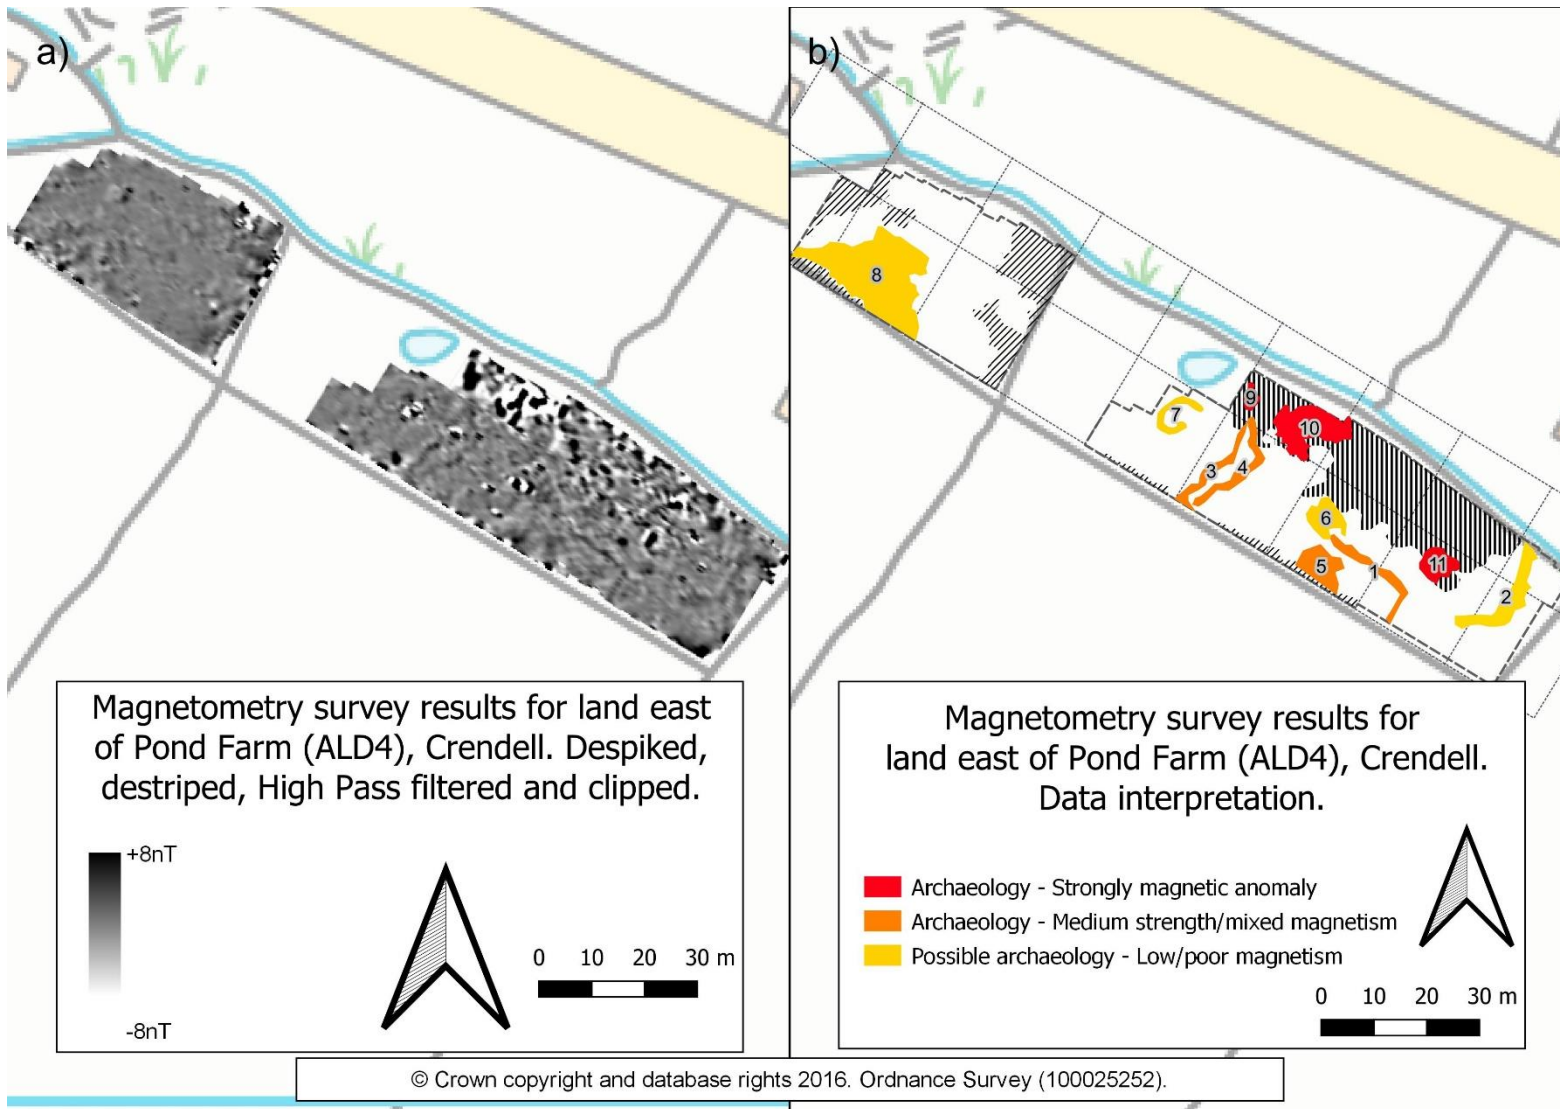 a)
Magnetometry survey results for land east
of Pond Farm (ALD4), Crendell. Despiked,
destriped, High Pass filtered and clipped.
+8nT
-8nT
0 10 20 30 m
b)
8
7
9
10
3
4
6
5
1
11
2
Magnetometry survey results for
land east of Pond Farm (ALD4), Crendell.
Data interpretation.
Archaeology - Strongly magnetic anomaly
Archaeology - Medium strength/mixed magnetism
Possible archaeology - Low/poor magnetism
0 10 20 30 m
© Crown copyright and database rights 2016. Ordnance Survey (100025252).